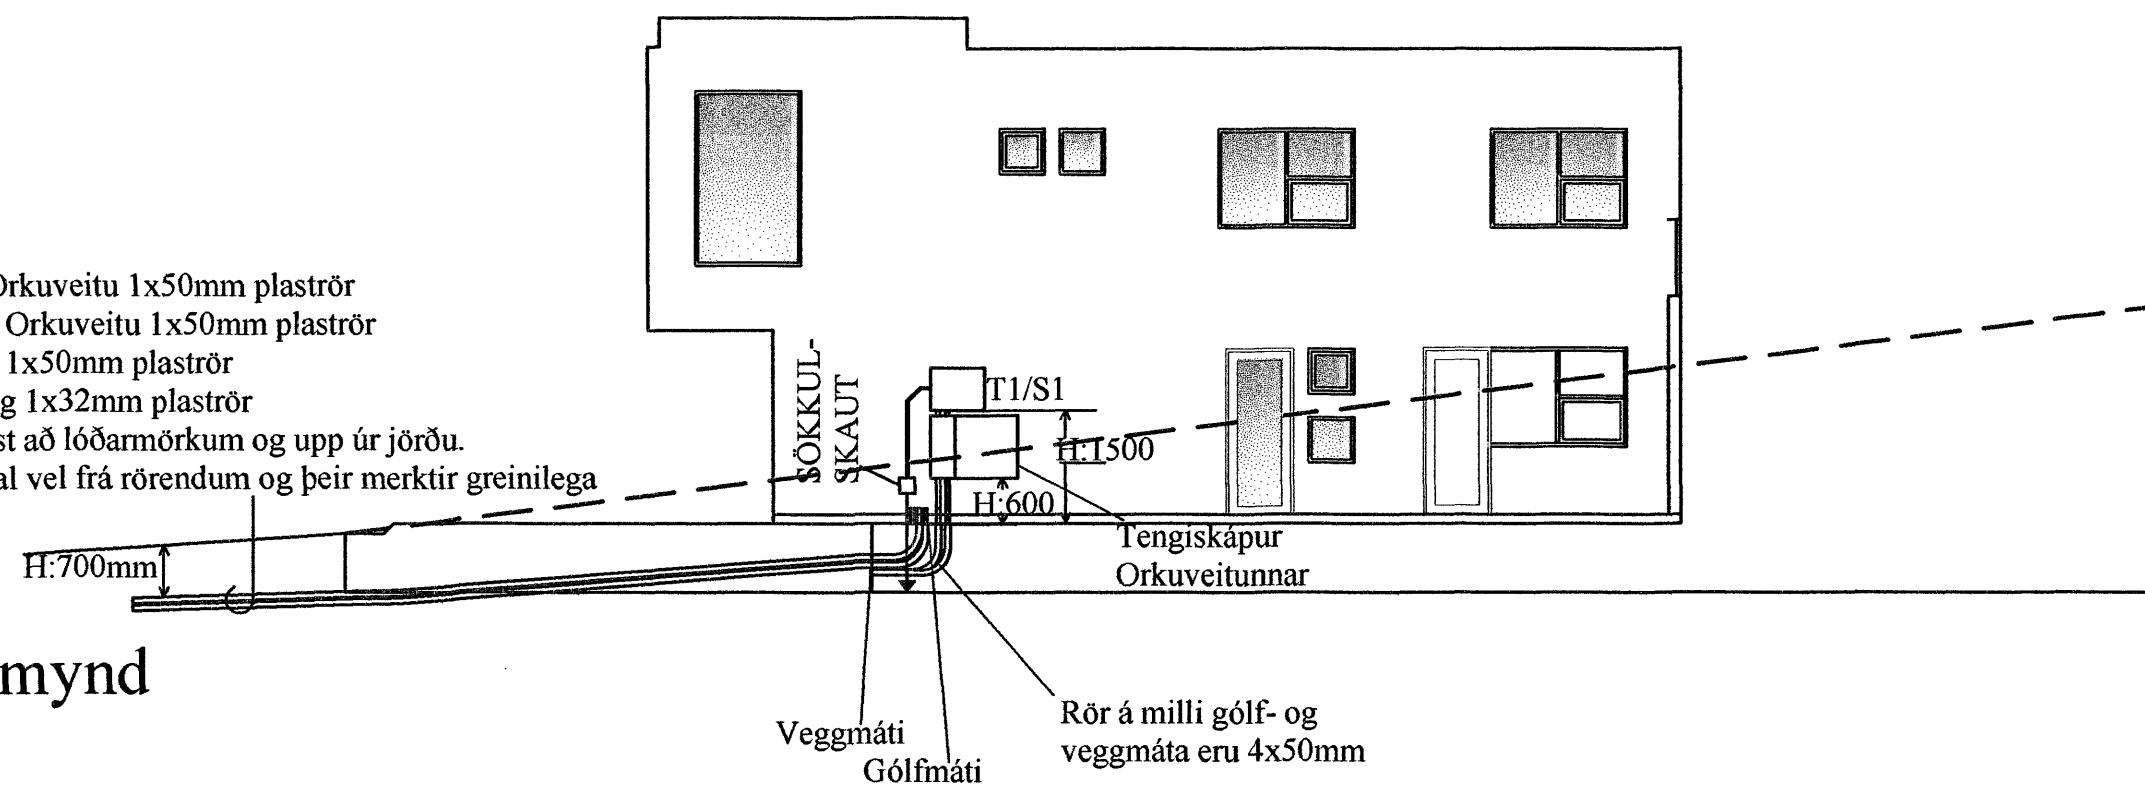 Orkuveitu 1x50mm plaströr
Orkuveitu 1x50mm plaströr
1x50mm plaströr
g 1x32mm plaströr
st að lóðarmörkum og upp úr jörðu.
al vel frá rörendum og þeir merktir greinilega
H:700mm
mynd
SÖKKUL-
SKAUT
T1/S1
H:1500
H:600
Tengiskápur
Orkuveitunnar
Veggmáti
Gólfmáti
Rör á milli gólf- og
veggmáta eru 4x50mm